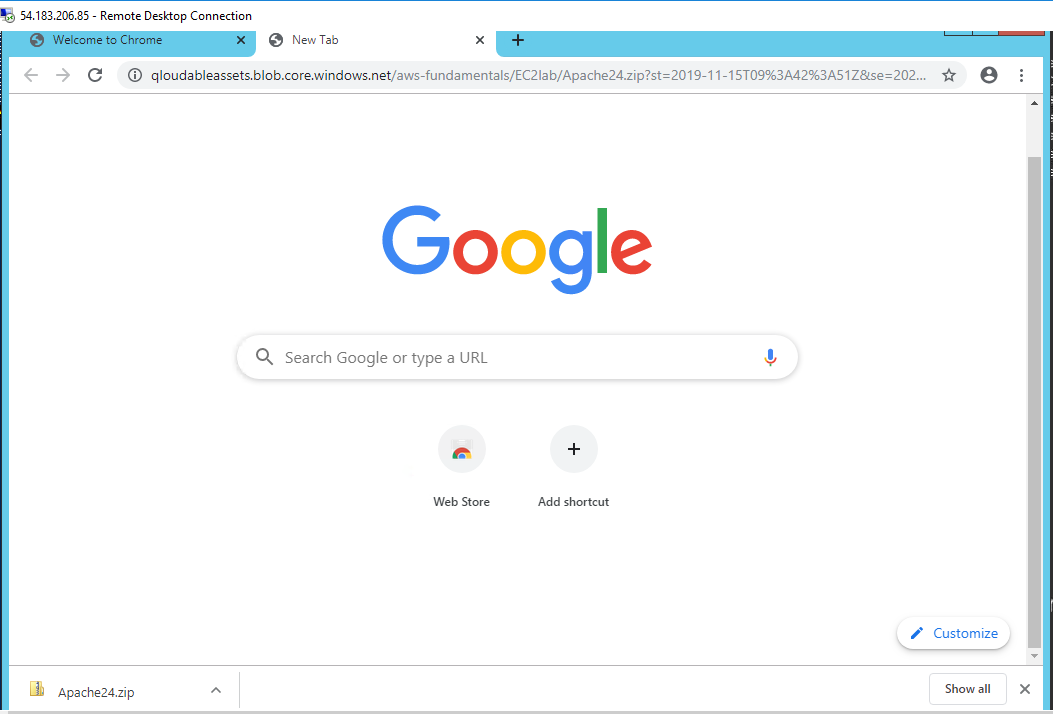 54.183.206.85 - Remote Desktop Connection
Welcome to Chrome
New Tab
qloudableassets.blob.core.windows.net/aws-fundamentals/EC2lab/Apache24.zip?st=2019-11-15T09%3A42%3A51Z&se=202...
Google
Search Google or type a URL
Web Store
Add shortcut
Customize
Apache24.zip
Show all